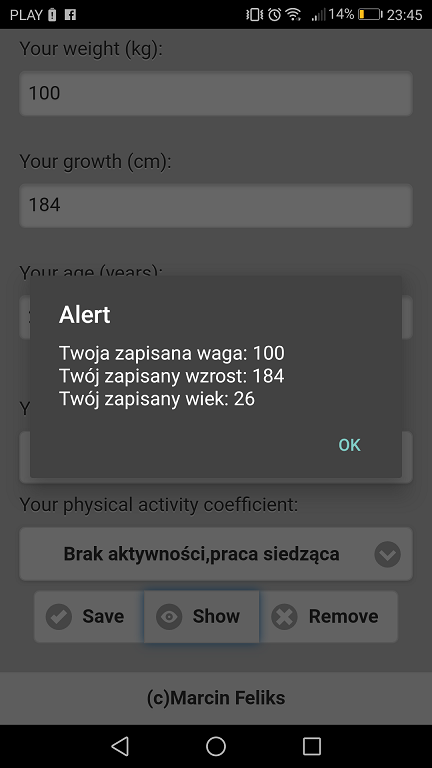 PLAY 14% 23:45
Your weight (kg):
100
Your growth (cm):
184
Your age (years):
Alert
Twoja zapisana waga: 100
Twój zapisany wzrost: 184
Twój zapisany wiek: 26
OK
Your physical activity coefficient:
Brak aktywności,praca siedząca
Save Show Remove
(c)Marcin Feliks